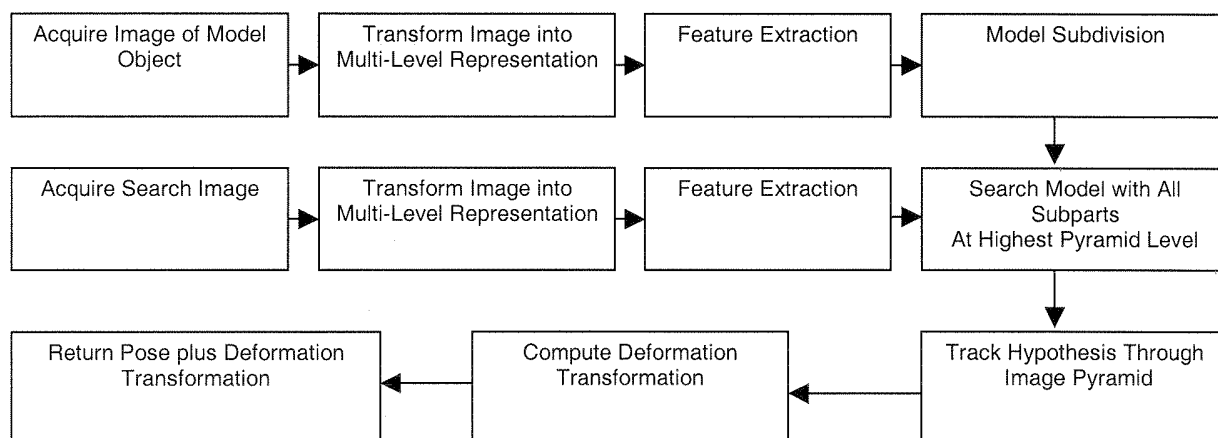 Acquire Image of Model
Object
Transform Image into
Multi-Level Representation
Feature Extraction
Model Subdivision
Acquire Search Image
Transform Image into
Multi-Level Representation
Feature Extraction
Search Model with All
Subparts
At Highest Pyramid Level
Return Pose plus Deformation
Transformation
Compute Deformation
Transformation
Track Hypothesis Through
Image Pyramid